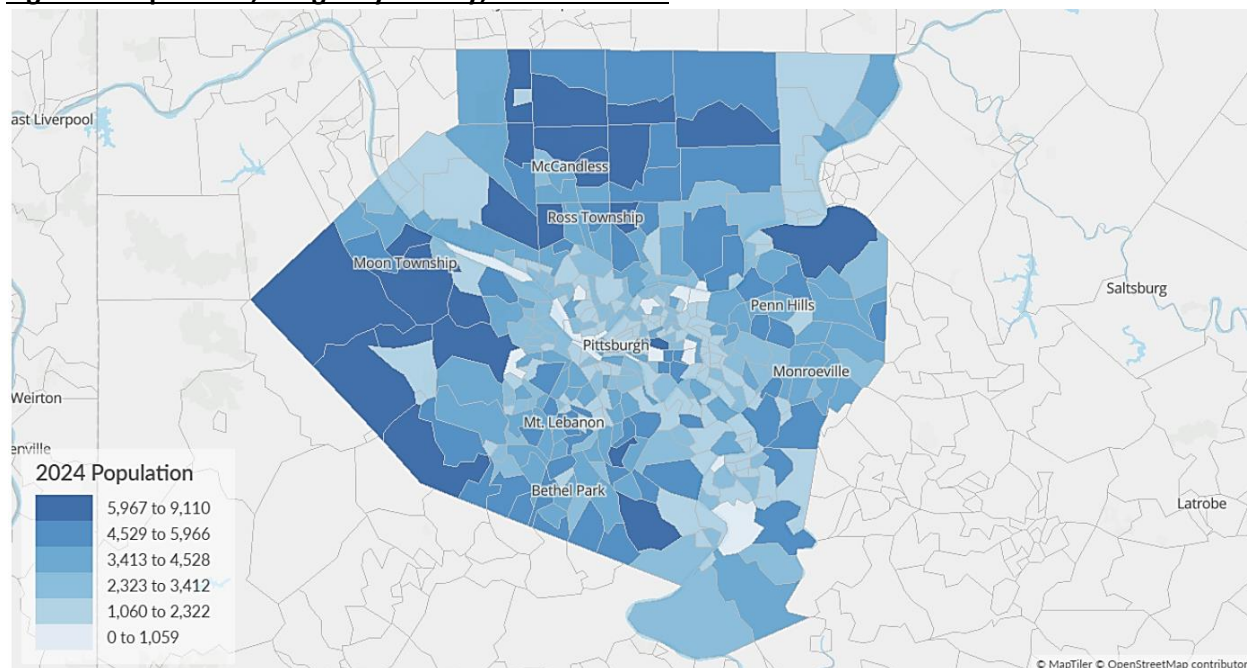 ast Liverpool
McCandless
Ross Township
Moon Township
Saltsburg
Penn Hills
Pittsburgh
Monroeville
Weirton
Mt. Lebanon
enville
2024 Population
Bethel Park
Latrobe
5,967 to 9,110
4,529 to 5,966
3,413 to 4,528
2,323 to 3,412
1,060 to 2,322
0 to 1,059
© MapTiler © OpenStreetMap contributor